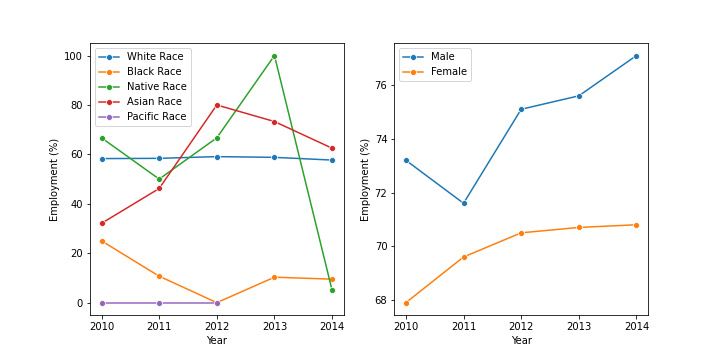 100
80
60
40
20
0
Employment (%)
White Race
Black Race
Native Race
Asian Race
Pacific Race
2010 2011 2012 2013 2014
Year
76
74
72
70
68
Employment (%)
Male
Female
2010 2011 2012 2013 2014
Year